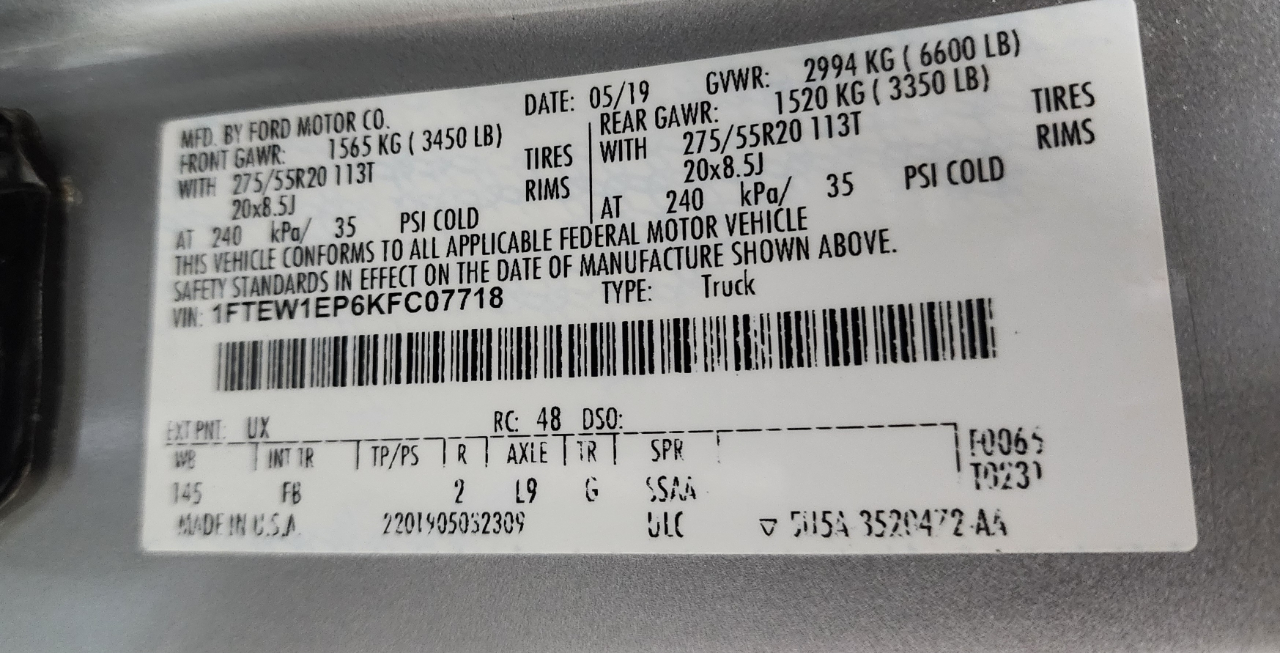 MFD. BY FORD MOTOR CO. DATE: 05/19 GVWR: 2994 KG ( 6600 LB)
FRONT GAWR: 1565 KG ( 3450 LB) REAR GAWR: 1520 KG ( 3350 LB)
WITH 275/55R20 113T TIRES WITH 275/55R20 113T TIRES
20x8.5J RIMS 20x8.5J RIMS
AT 240 kPa/ 35 PSI COLD AT 240 kPa/ 35 PSI COLD
THIS VEHICLE CONFORMS TO ALL APPLICABLE FEDERAL MOTOR VEHICLE
SAFETY STANDARDS IN EFFECT ON THE DATE OF MANUFACTURE SHOWN ABOVE.
VIN: 1FTEW1EP6KFC07718 TYPE: Truck
EXT PNT: UX RC: 48 DSO:
WB INT TR TP/PS R AXLE TR SPR
145 FB 2 L9 G SSAA
MADE IN U.S.A.